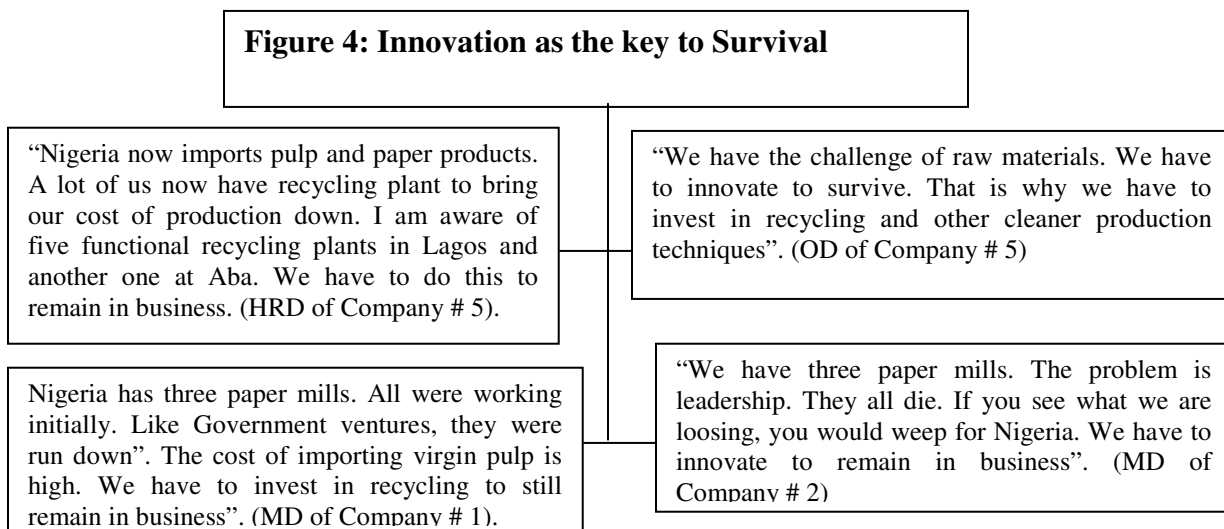 Figure 4: Innovation as the key to Survival
“Nigeria now imports pulp and paper products.
A lot of us now have recycling plant to bring
our cost of production down. I am aware of
five functional recycling plants in Lagos and
another one at Aba. We have to do this to
remain in business. (HRD of Company # 5).
“We have the challenge of raw materials. We have
to innovate to survive. That is why we have to
invest in recycling and other cleaner production
techniques”. (OD of Company # 5)
Nigeria has three paper mills. All were working
initially. Like Government ventures, they were
run down”. The cost of importing virgin pulp is
high. We have to invest in recycling to still
remain in business”. (MD of Company # 1).
“We have three paper mills. The problem is
leadership. They all die. If you see what we are
loosing, you would weep for Nigeria. We have to
innovate to remain in business”. (MD of
Company # 2)